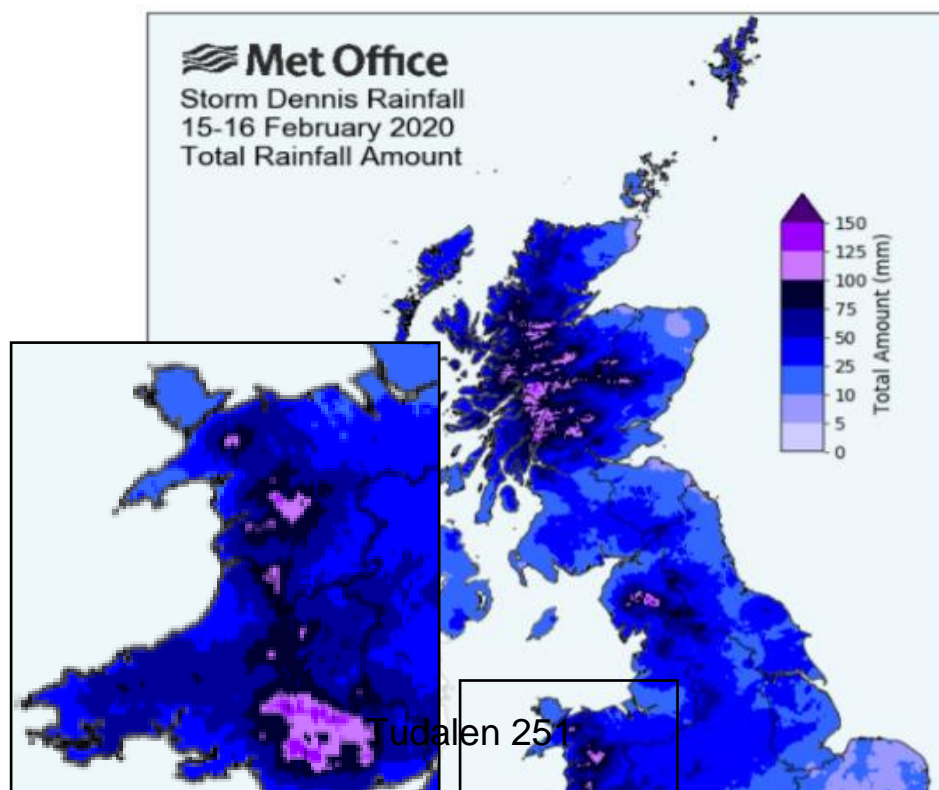 Met Office
Storm Dennis Rainfall
15-16 February 2020
Total Rainfall Amount
150
125
100
75
50
25
10
5
0
Total Amount (mm)
Tudalen 251